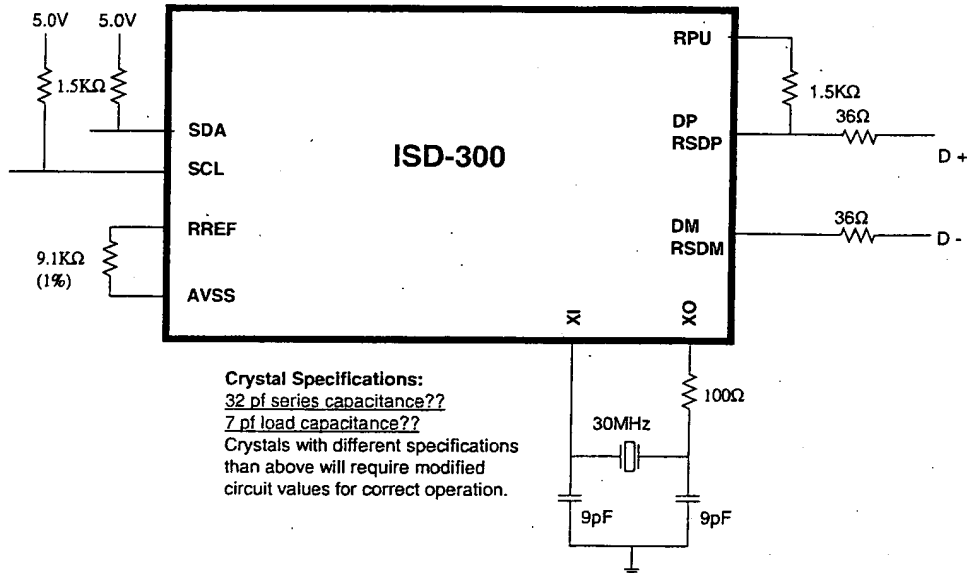 5.0V
5.0V
1.5KΩ
SDA
SCL
RREF
9.1KΩ
(1%)
AVSS
ISD-300
RPU
1.5KΩ
DP
RSDP
36Ω
D +
DM
RSDM
36Ω
D -
XI
XO
100Ω
30MHz
9pF
9pF
Crystal Specifications:
32 pf series capacitance??
7 pf load capacitance??
Crystals with different specifications
than above will require modified
circuit values for correct operation.